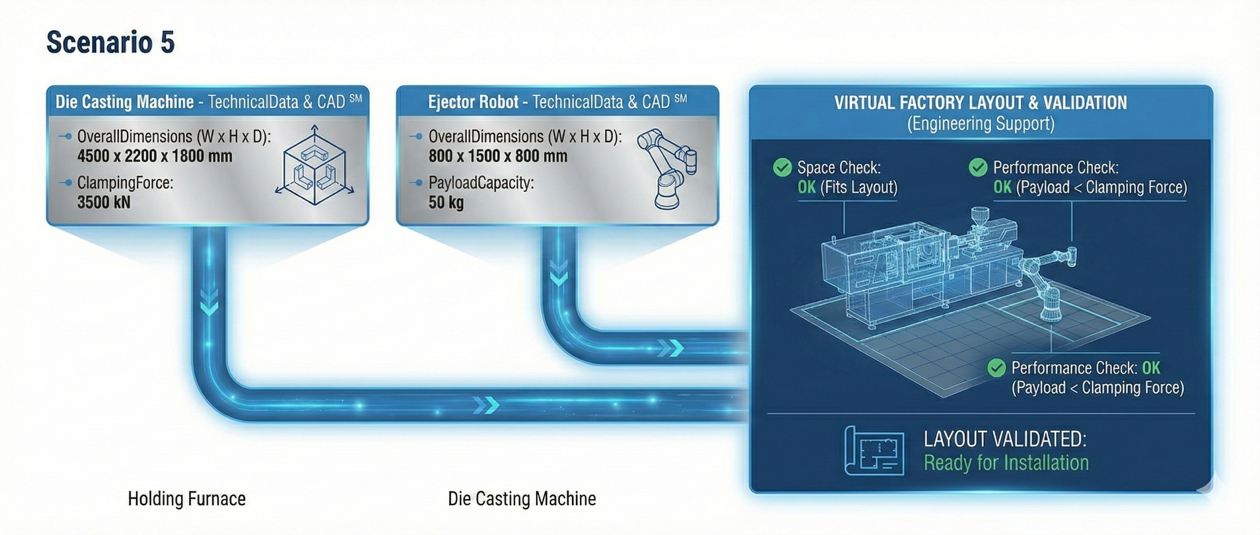 Scenario 5
Die Casting Machine - TechnicalData & CAD SM
OverallDimensions (W x H x D):
4500 x 2200 x 1800 mm
ClampingForce:
3500 kN
Ejector Robot - TechnicalData & CAD SM
OverallDimensions (W x H x D):
800 x 1500 x 800 mm
PayloadCapacity:
50 kg
VIRTUAL FACTORY LAYOUT & VALIDATION
(Engineering Support)
Space Check:
OK (Fits Layout)
Performance Check:
OK (Payload < Clamping Force)
Performance Check: OK
(Payload < Clamping Force)
LAYOUT VALIDATED:
Ready for Installation
Holding Furnace
Die Casting Machine